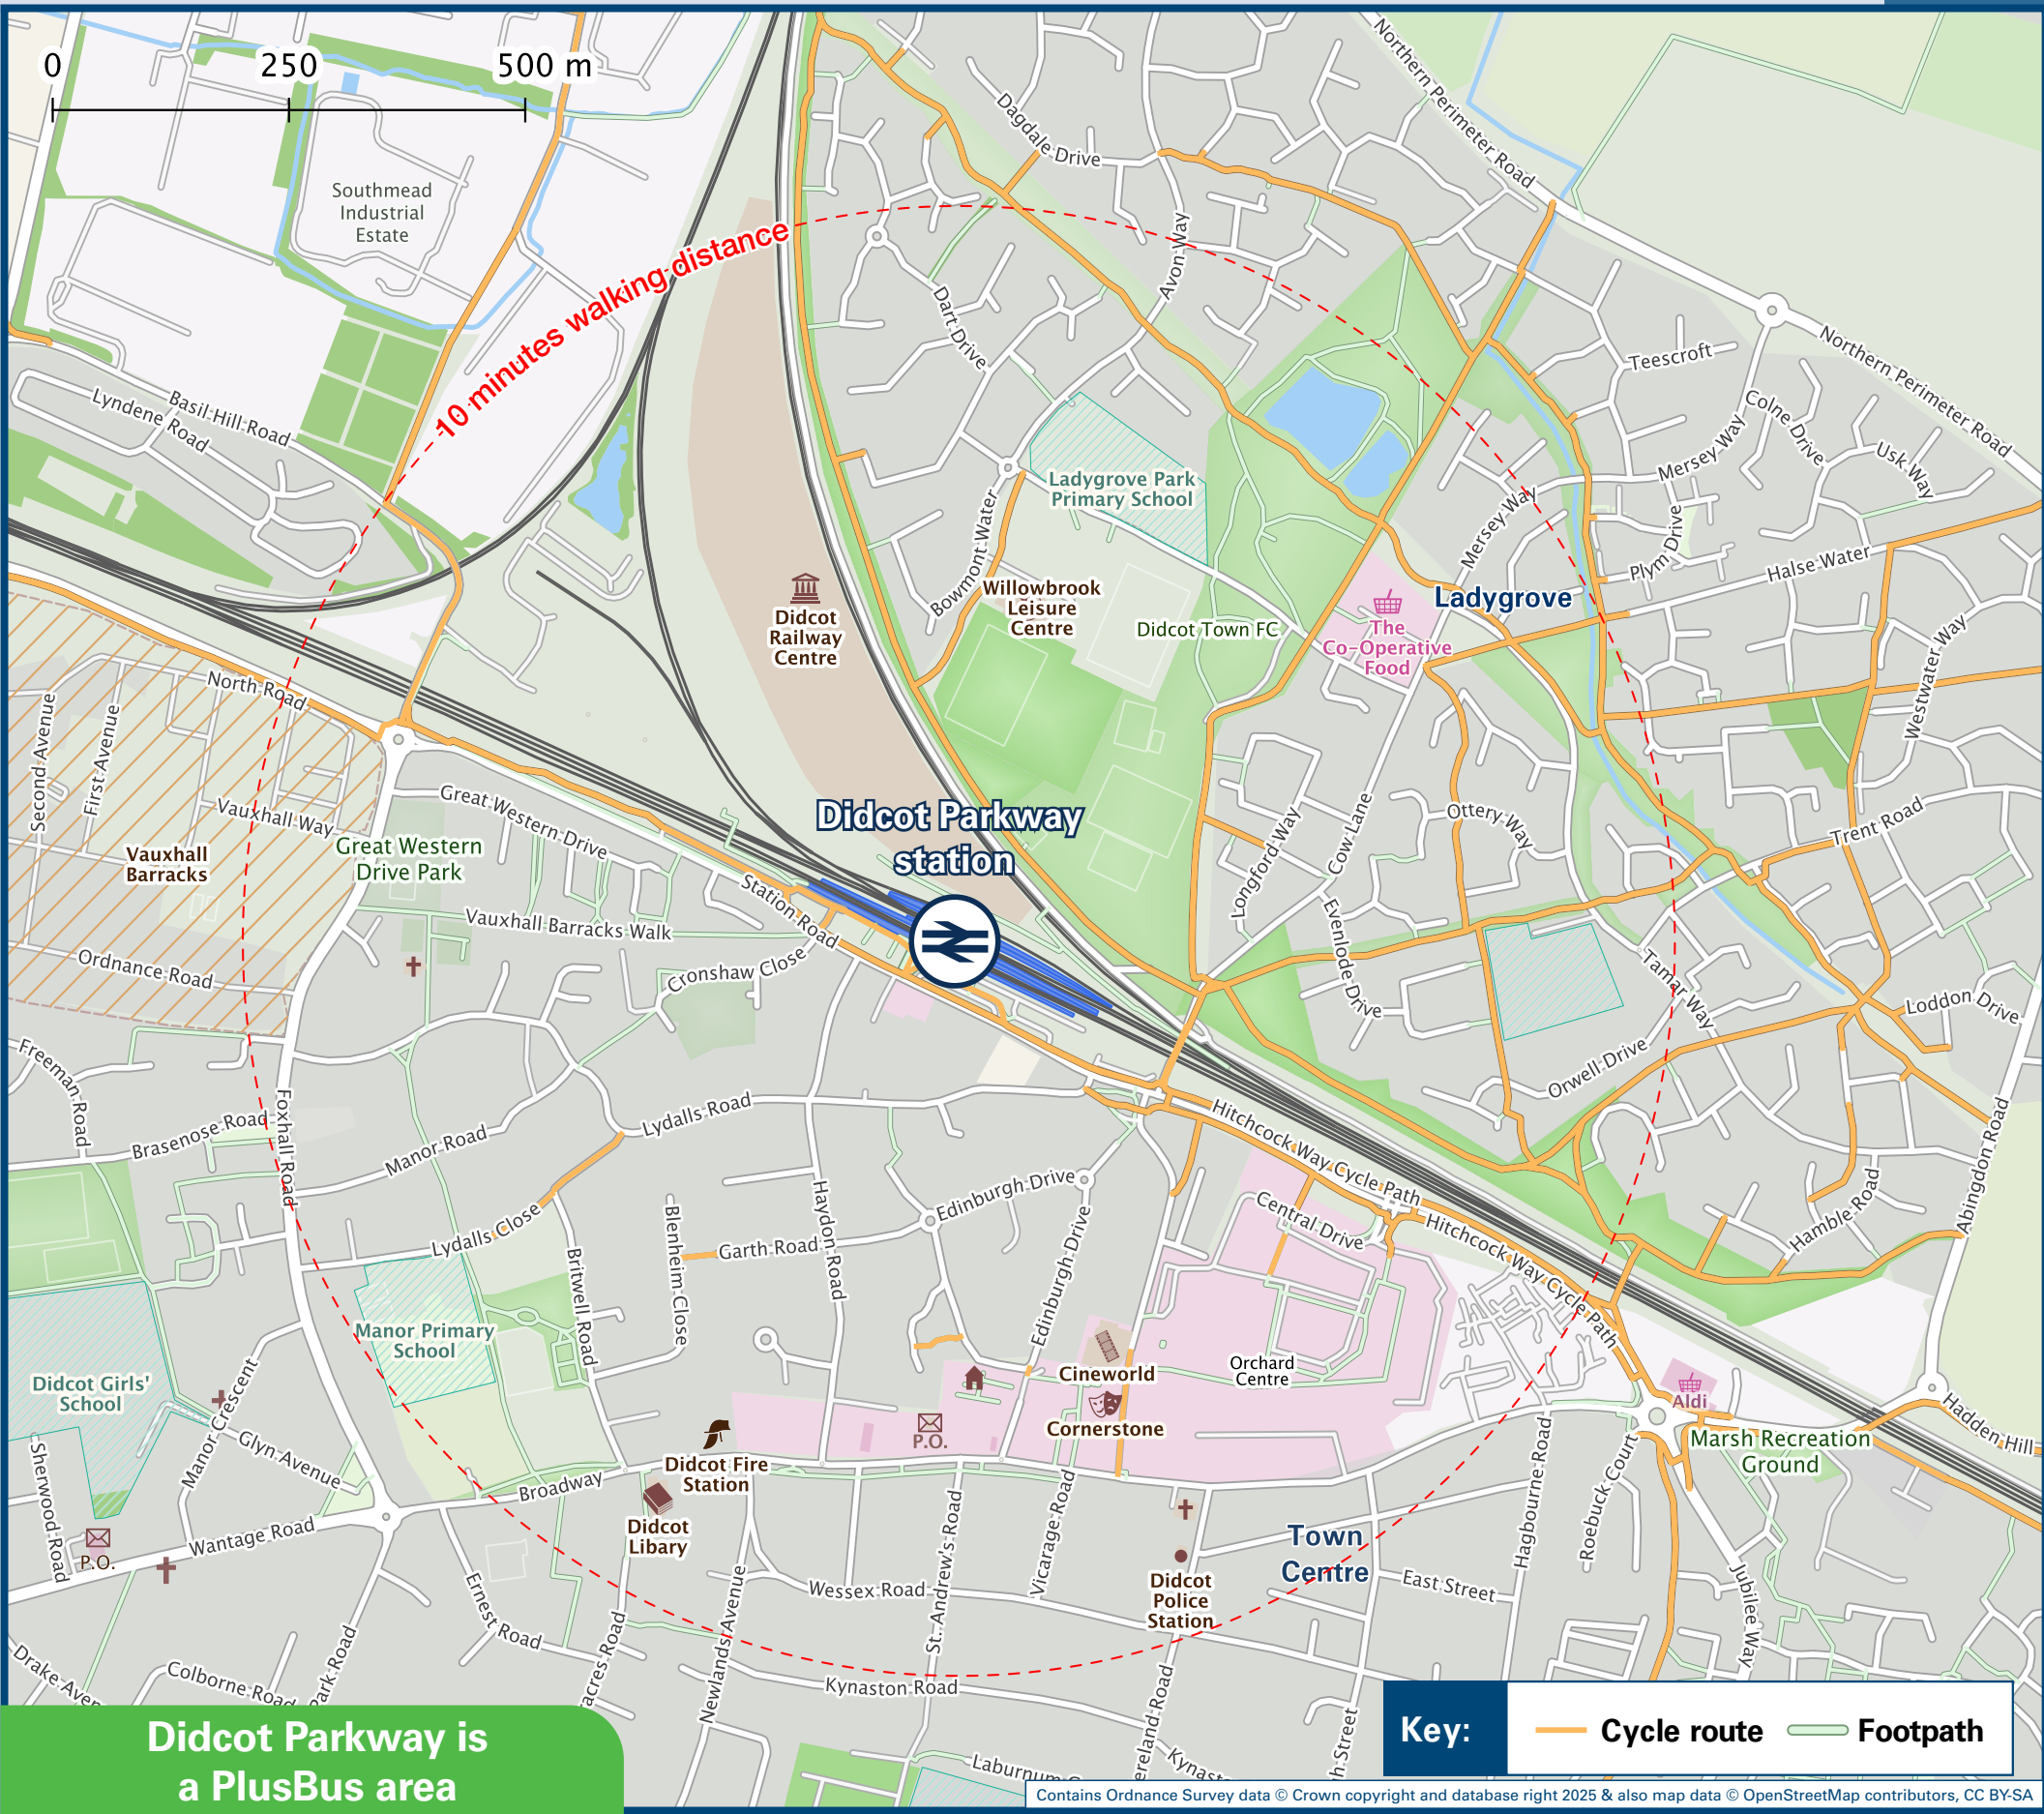 0 250 500 m
Southmead
Industrial
Estate
10 minutes walking distance
Dagdale Drive
Northern Perimeter Road
Avon Way
Dart Drive
Basil Hill Road
Lyndene Road
Teescroft
Northern Perimeter Road
Colne Drive
Mersey Way
Usk Way
Ladygrove Park
Primary School
Mersey Way
Plym Drive
Halse Water
Bowmont Water
Willowbrook
Leisure
Centre
Didcot
Railway
Centre
Didcot Town FC
Ladygrove
The
Co-Operative
Food
Westwater Way
North Road
Second Avenue
First Avenue
Vauxhall Way
Vauxhall
Barracks
Great Western Drive
Great Western
Drive Park
Didcot Parkway
station
Longford Way
Cow Lane
Ottery Way
Trent Road
Station Road
Vauxhall Barracks Walk
Cronshaw Close
Evenlode Drive
Tamar Way
Ordnance Road
Loddon Drive
Orwell Drive
Freeman Road
Foxhall Road
Brasenose Road
Manor Road
Lydalls Road
Hitchcock Way Cycle Path
Hitchcock Way Cycle Path
Abingdon Road
Hamble Road
Haydon Road
Edinburgh Drive
Central Drive
Lydalls Close
Blenheim Close
Garth Road
Britwell Road
Edinburgh Drive
Manor Primary
School
Didcot Girls'
School
Manor Crescent
Glyn Avenue
Sherwood Road
Cineworld
Orchard
Centre
Cornerstone
P.O.
Aldi
Hadden Hill
Marsh Recreation
Ground
Didcot Fire
Station
Broadway
Didcot
Libary
Wantage Road
P.O.
Hagbourne Road
Roebuck Court
Town
Centre
Didcot
Police
Station
Vicarage Road
St. Andrew's Road
Wessex Road
East Street
Jubilee Way
Ernest Road
Newlands Avenue
Kynaston Road
Colborne Road
Park Road
Laburnum
Key: Cycle route Footpath
Didcot Parkway is
a PlusBus area
Contains Ordnance Survey data © Crown copyright and database right 2025 & also map data © OpenStreetMap contributors, CC BY-SA